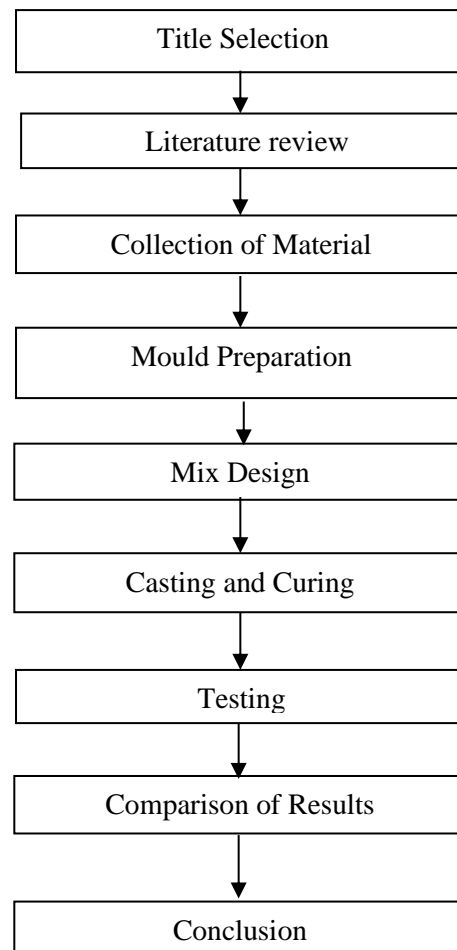 Title Selection
Literature review
Collection of Material
Mould Preparation
Mix Design
Casting and Curing
Testing
Comparison of Results
Conclusion